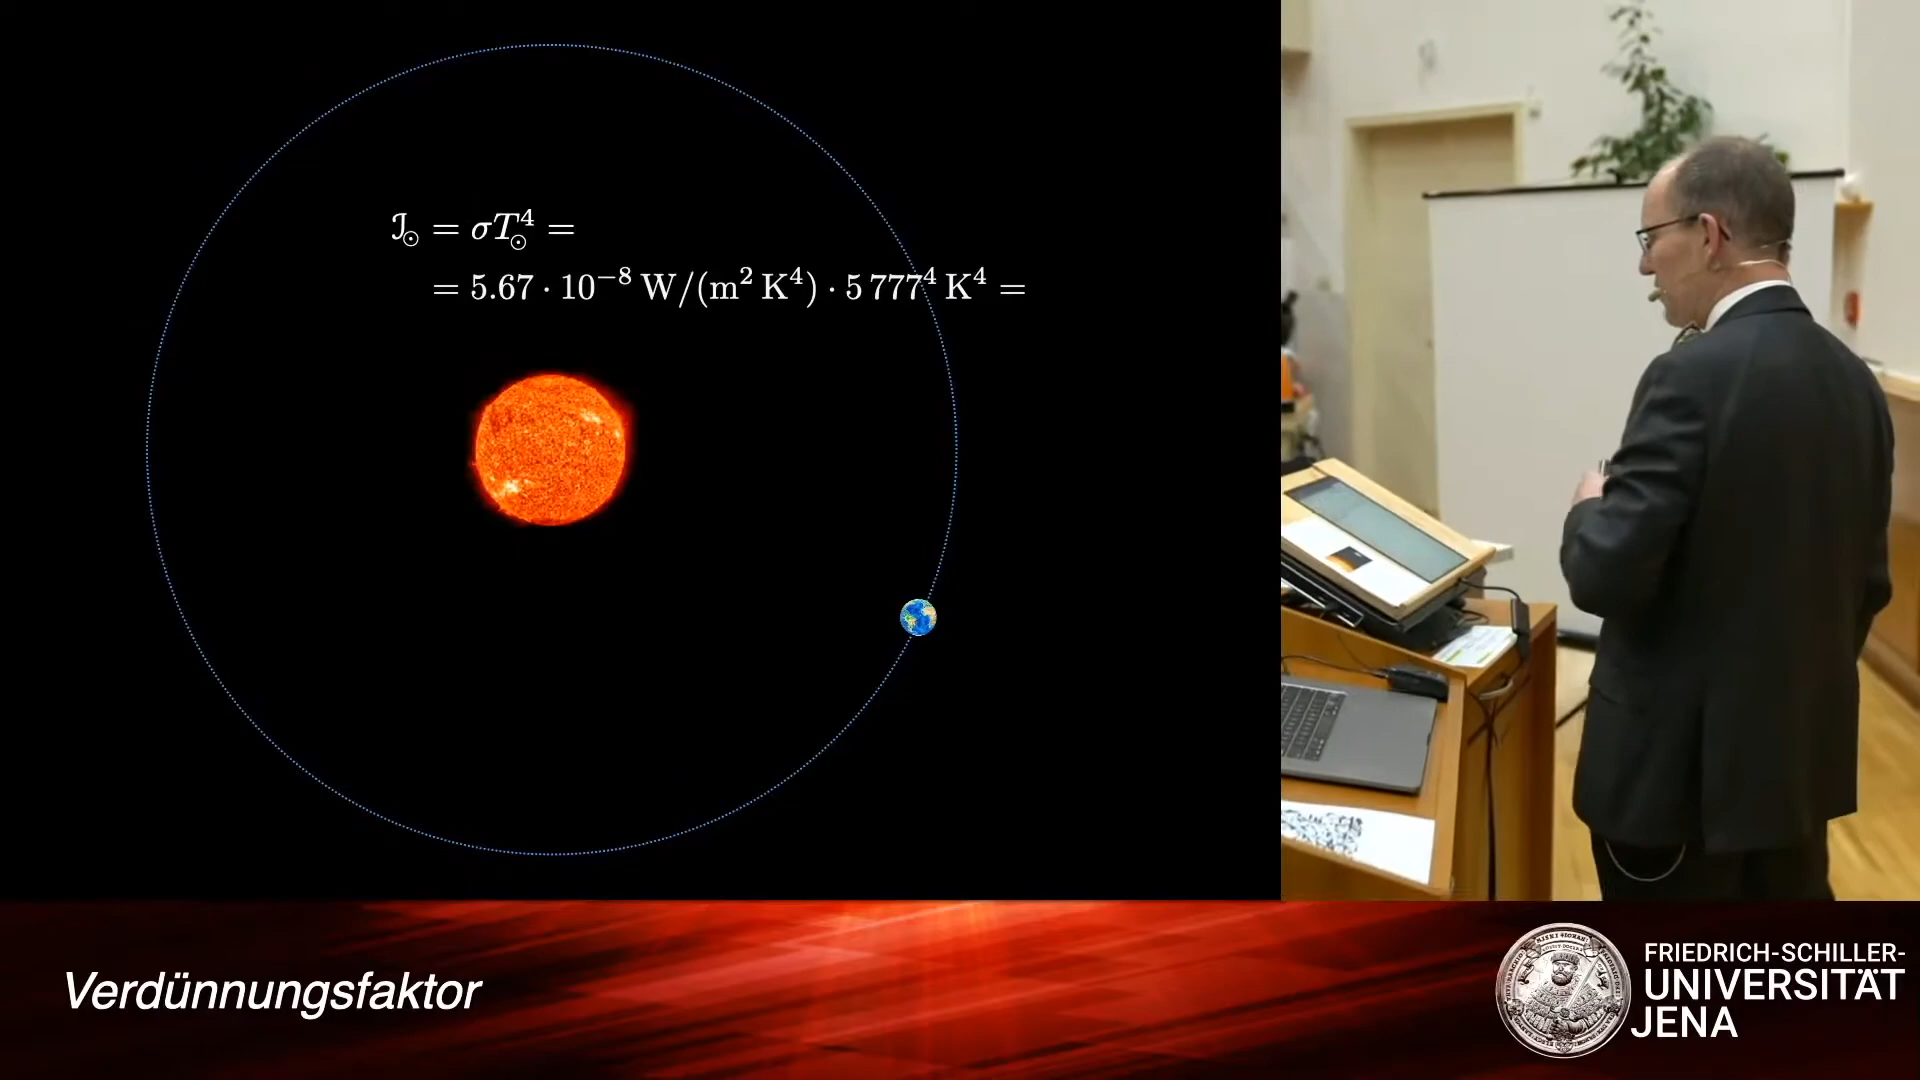 ℐ☉ = σT☉⁴ =
= 5.67 · 10⁻⁸ W/(m² K⁴) · 5 777⁴ K⁴ =
Verdünnungsfaktor
FRIEDRICH-SCHILLER-
UNIVERSITÄT
JENA